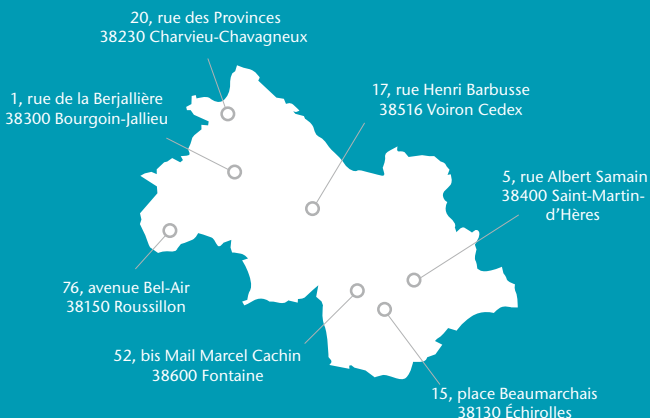 20, rue des Provinces
38230 Charvieu-Chavagneux
1, rue de la Berjallière
38300 Bourgoin-Jallieu
17, rue Henri Barbusse
38516 Voiron Cedex
5, rue Albert Samain
38400 Saint-Martin-
d’Hères
76, avenue Bel-Air
38150 Roussillon
52, bis Mail Marcel Cachin
38600 Fontaine
15, place Beaumarchais
38130 Échirolles